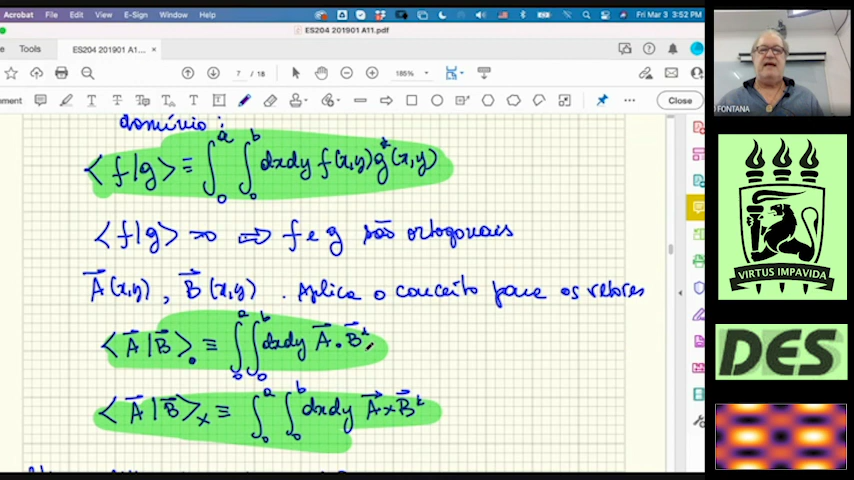 Acrobat File Edit View Sign Window Help
Fri Mar 3 3:52 PM
ES204 201901 A11.pdf
Tools ES204 201901 A1... ×
7 / 18 185%
Close
domínio:
<f|g> ≡ ∫₀ᵃ ∫₀ᵇ dxdy f(x,y) g*(x,y)
<f|g> =0 ⇒ f e g são ortogonais
A⃗(x,y), B⃗(x,y). Aplica o conceito para os vetores
<A⃗|B⃗>. ≡ ∫₀ᵃ ∫₀ᵇ dxdy A⃗ . B⃗*
<A⃗|B⃗>ₓ ≡ ∫₀ᵃ ∫₀ᵇ dxdy A⃗ x B⃗*
FONTANA
VIRTUS IMPAVIDA
DES